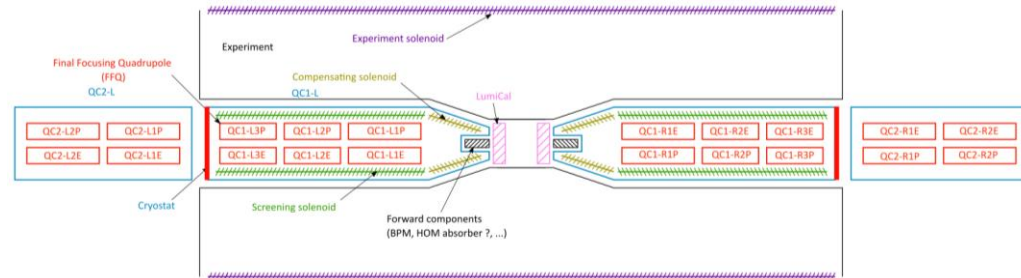 Experiment solenoid
Experiment
Final Focusing Quadrupole
(FFQ)
QC2-L
Compensating solenoid
QC1-L
LumiCal
QC2-L2P
QC2-L1P
QC1-L3P
QC1-L2P
QC1-L1P
QC1-R1E
QC1-R2E
QC1-R3E
QC2-R1E
QC2-R2E
QC2-L2E
QC2-L1E
QC1-L3E
QC1-L2E
QC1-L1E
QC1-R1P
QC1-R2P
QC1-R3P
QC2-R1P
QC2-R2P
Cryostat
Screening solenoid
Forward components
(BPM, HOM absorber ?, ...)